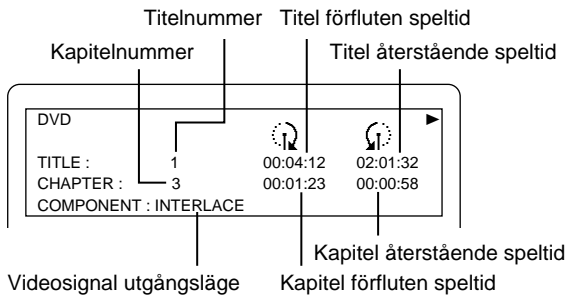 Titelnummer Titel förfluten speltid
Kapitelnummer Titel återstående speltid
DVD
TITLE : 1 00:04:12 02:01:32
CHAPTER : 3 00:01:23 00:00:58
COMPONENT : INTERLACE
Kapitel återstående speltid
Videosignal utgångsläge Kapitel förfluten speltid